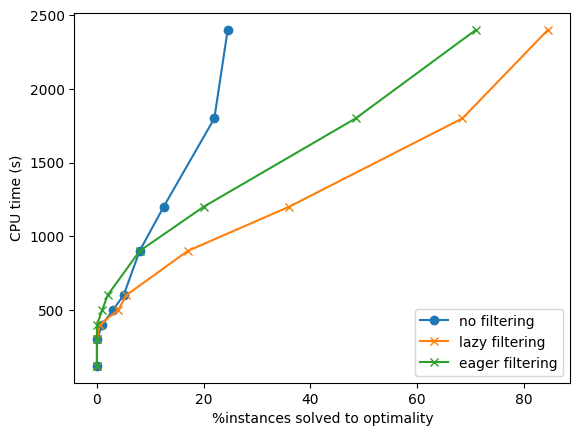 2500
2000
1500
1000
500
CPU time (s)
no filtering
lazy filtering
eager filtering
0 20 40 60 80
%instances solved to optimality